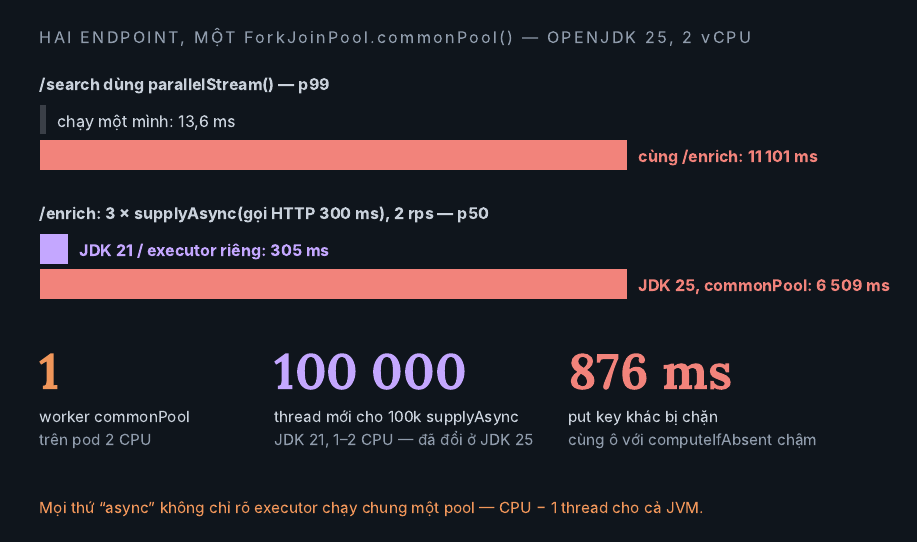 HAI ENDPOINT, MỘT ForkJoinPool.commonPool() — OPENJDK 25, 2 vCPU
/search dùng parallelStream() — p99
chạy một mình: 13,6 ms
cùng /enrich: 11 101 ms
/enrich: 3 × supplyAsync(gọi HTTP 300 ms), 2 rps — p50
JDK 21 / executor riêng: 305 ms
JDK 25, commonPool: 6 509 ms
1
worker commonPool
trên pod 2 CPU
100 000
thread mới cho 100k supplyAsync
JDK 21, 1–2 CPU — đã đổi ở JDK 25
876 ms
put key khác bị chặn
cùng ô với computeIfAbsent chậm
Mọi thứ “async” không chỉ rõ executor chạy chung một pool — CPU − 1 thread cho cả JVM.